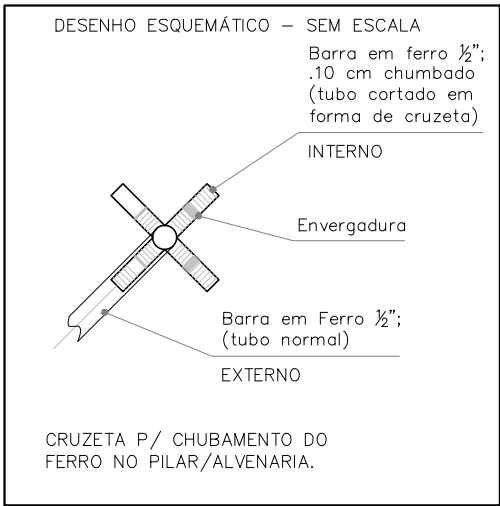 DESENHO ESQUEMÁTICO – SEM ESCALA
Barra em ferro ½";
.10 cm chumbado
(tubo cortado em
forma de cruzeta)
INTERNO
Envergadura
Barra em Ferro ½";
(tubo normal)
EXTERNO
CRUZETA P/ CHUBAMENTO DO
FERRO NO PILAR/ALVENARIA.